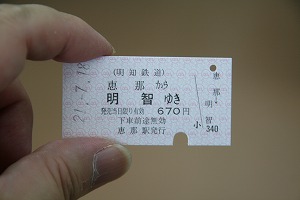 21.7.18
(明知鉄道)
恵那から
明智ゆき
発売当日限り有効 670円
下車前途無効
恵那駅発行
恵那
明智
小 340